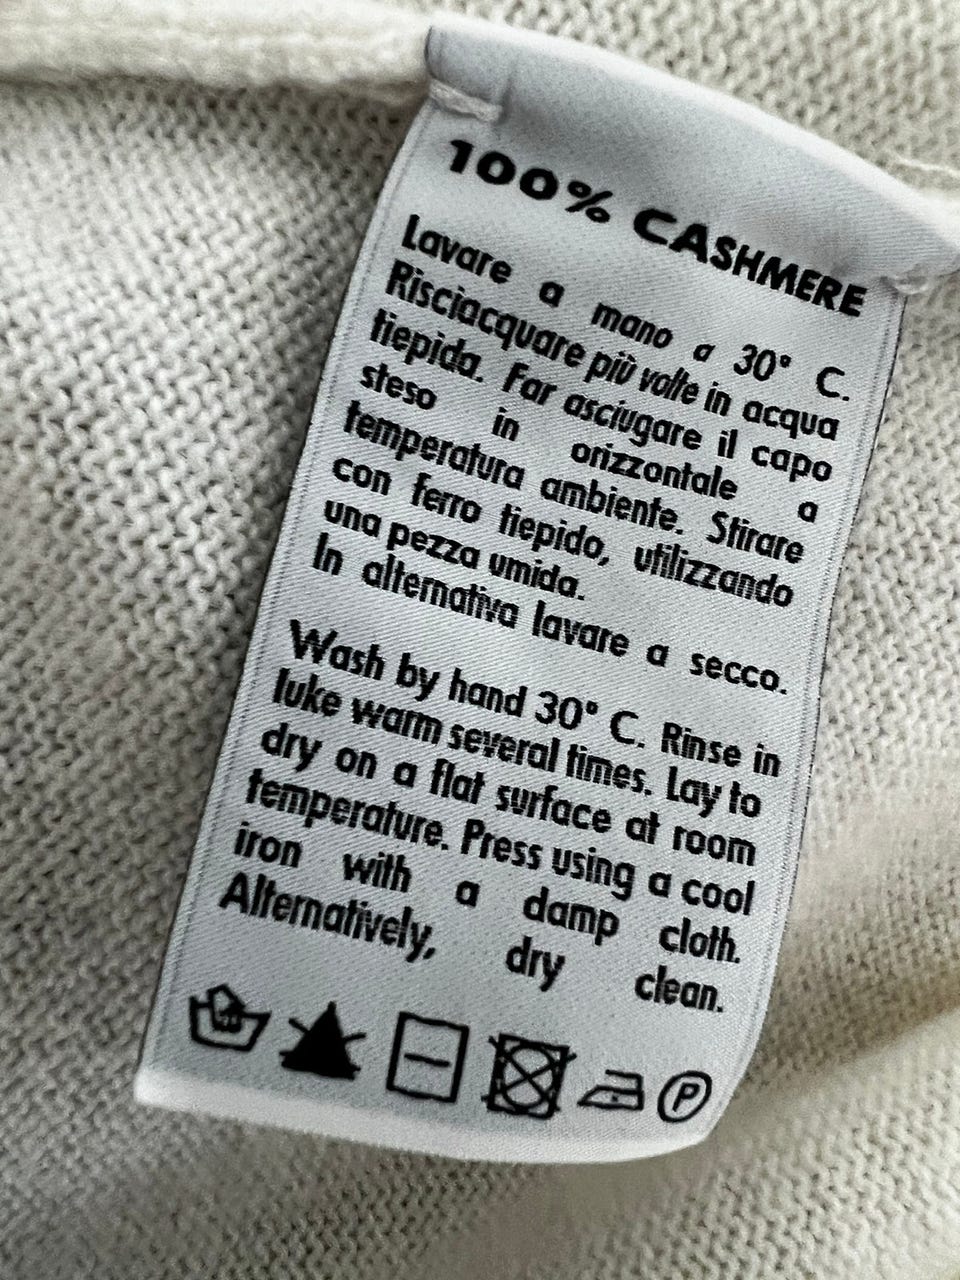 100% CASHMERE
Lavare a mano a 30° C.
Risciacquare più volte in acqua
tiepida. Far asciugare il capo
steso in orizzontale a
temperatura ambiente. Stirare
con ferro tiepido, utilizzando
una pezza umida.
In alternativa lavare a secco.
Wash by hand 30° C. Rinse in
luke warm several times. Lay to
dry on a flat surface at room
temperature. Press using a cool
iron with a damp cloth.
Alternatively, dry clean.
P